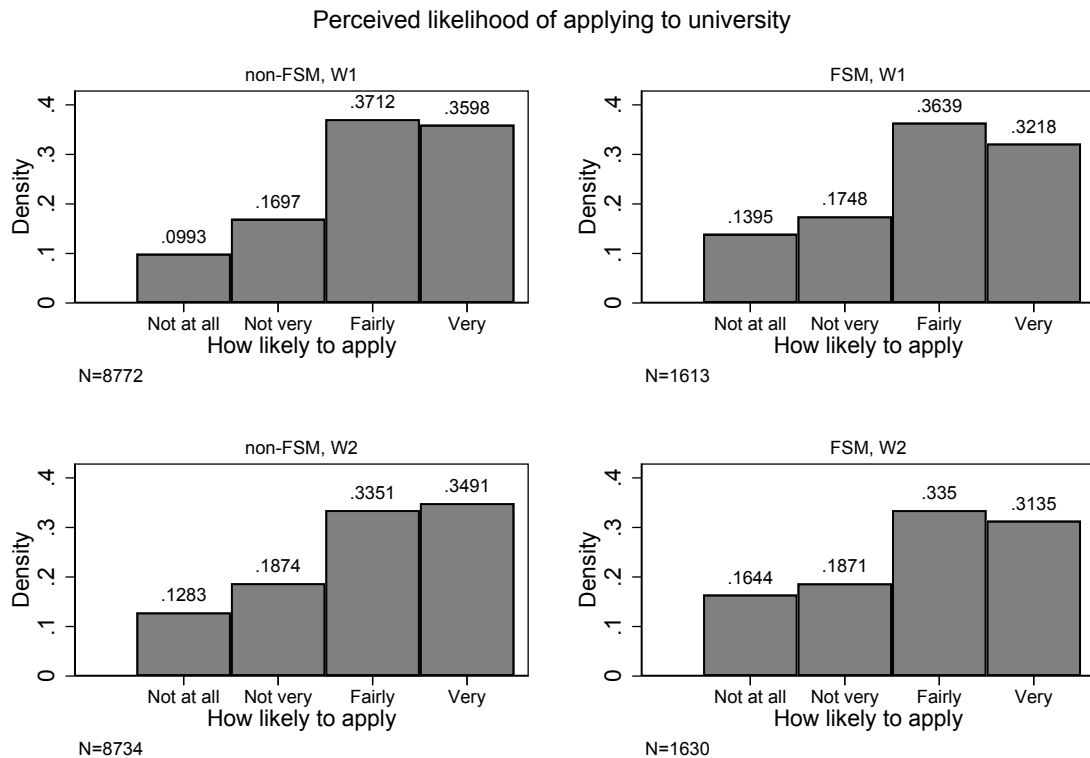 Perceived likelihood of applying to university
non-FSM, W1
.4
.3
.2
.1
0
Density
.0993
.1697
.3712
.3598
Not at all Not very Fairly Very
How likely to apply
N=8772
FSM, W1
.4
.3
.2
.1
0
Density
.1395
.1748
.3639
.3218
Not at all Not very Fairly Very
How likely to apply
N=1613
non-FSM, W2
.4
.3
.2
.1
0
Density
.1283
.1874
.3351
.3491
Not at all Not very Fairly Very
How likely to apply
N=8734
FSM, W2
.4
.3
.2
.1
0
Density
.1644
.1871
.335
.3135
Not at all Not very Fairly Very
How likely to apply
N=1630